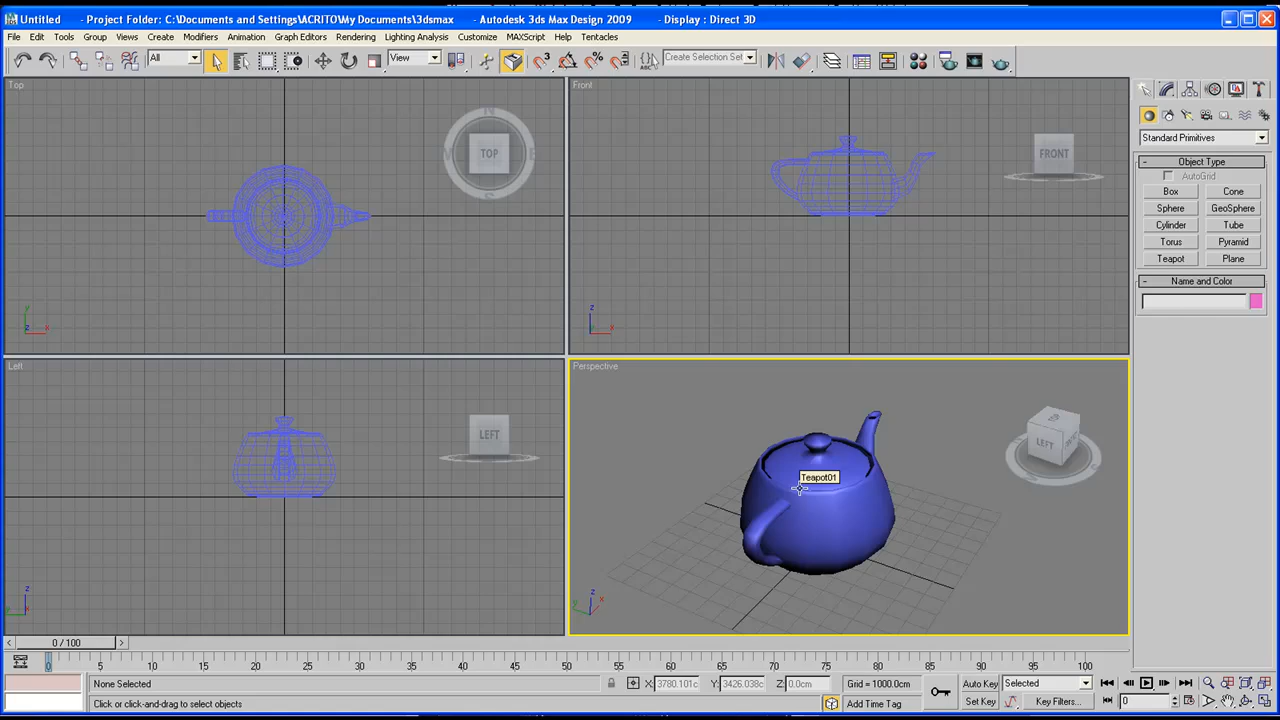 Untitled - Project Folder: C:\Documents and Settings\ACRITO\My Documents\3dsmax - Autodesk 3ds Max Design 2009 - Display : Direct 3D
File Edit Tools Group Views Create Modifiers Animation Graph Editors Rendering Lighting Analysis Customize MAXScript Help Tentacles
All View Create Selection Set
Top
TOP
Front
FRONT
Left
LEFT
Perspective
LEFT
Teapot01
Standard Primitives
- Object Type
AutoGrid
Box Cone
Sphere GeoSphere
Cylinder Tube
Torus Pyramid
Teapot Plane
- Name and Color
x y z
x y z
x y z
x y z
< 0 / 100 >
0 5 10 15 20 25 30 35 40 45 50 55 60 65 70 75 80 85 90 95 100
None Selected X: 3780.101c Y: 3426.038c Z: 0.0cm Grid = 1000.0cm Auto Key Selected
Click or click-and-drag to select objects Add Time Tag Set Key Key Filters... 0